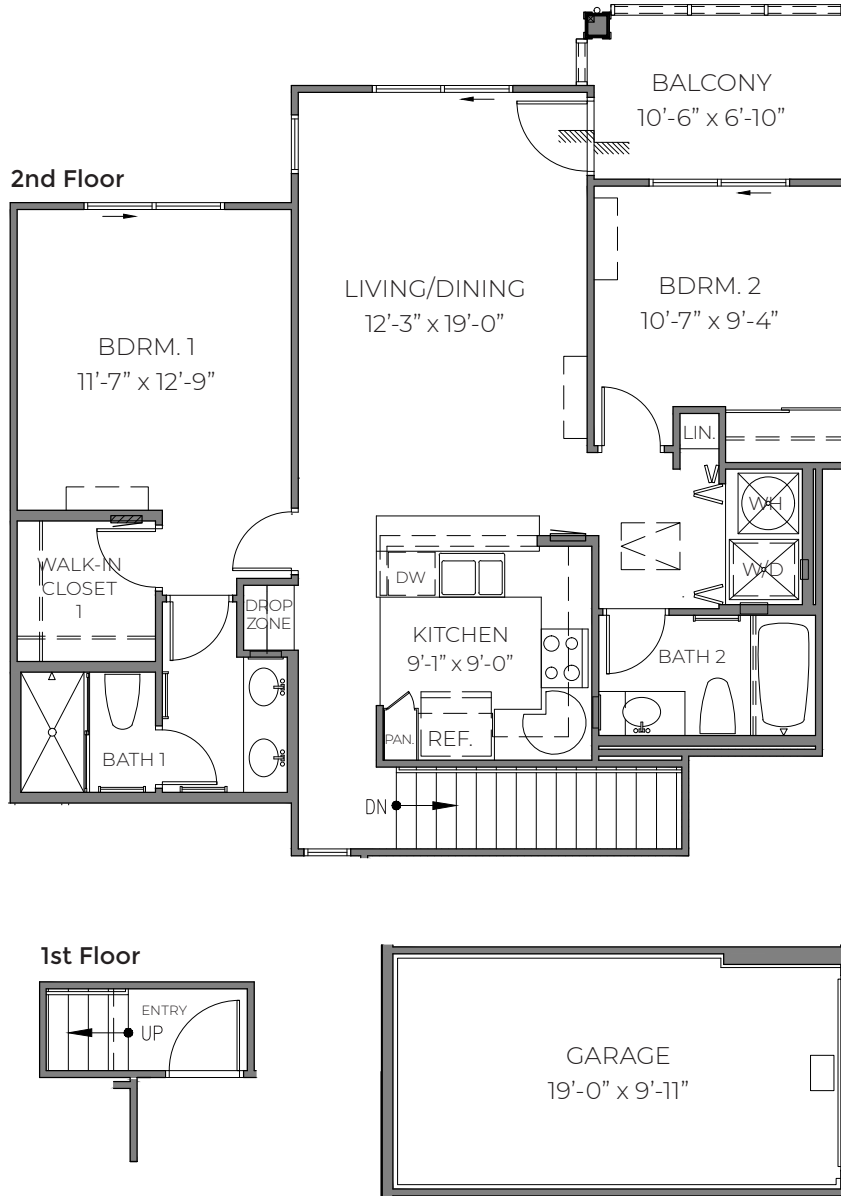 BALCONY
10'-6" x 6'-10"
2nd Floor
LIVING/DINING
12'-3" x 19'-0"
BDRM. 2
10'-7" x 9'-4"
BDRM. 1
11'-7" x 12'-9"
LIN.
WH
W/D
WALK-IN
CLOSET
1
DW
DROP
ZONE
KITCHEN
9'-1" x 9'-0"
BATH 2
PAN.
REF.
BATH 1
DN
1st Floor
ENTRY
UP
GARAGE
19'-0" x 9'-11"